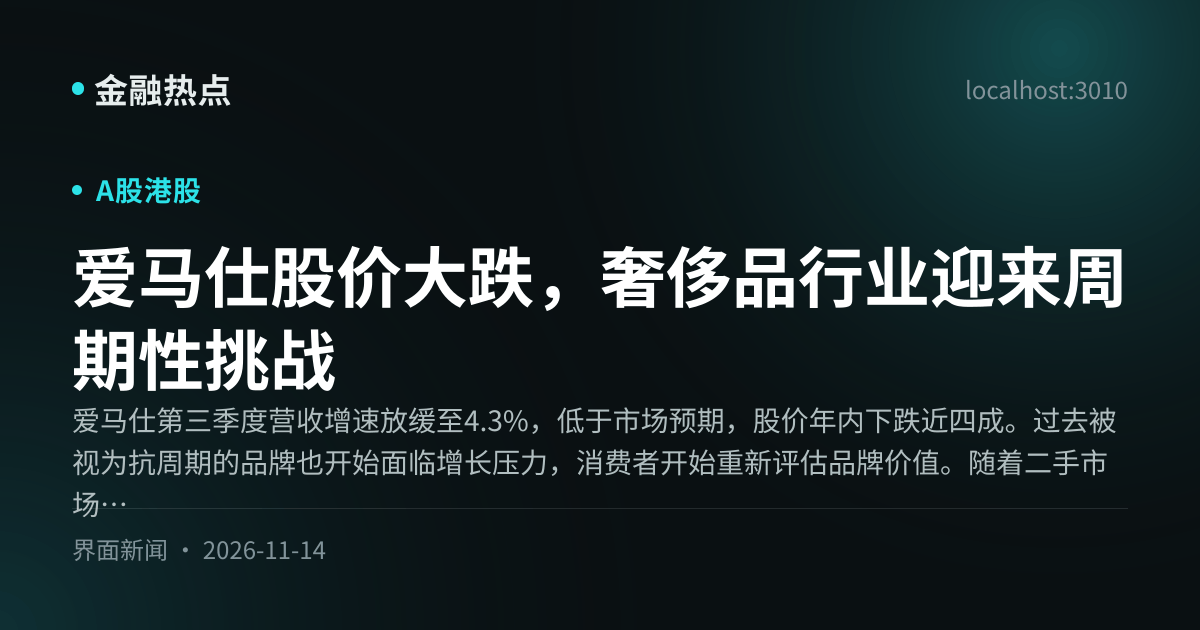 金融热点
localhost:3010
A股港股
爱马仕股价大跌，奢侈品行业迎来周
期性挑战
爱马仕第三季度营收增速放缓至4.3%，低于市场预期，股价年内下跌近四成。过去被
视为抗周期的品牌也开始面临增长压力，消费者开始重新评估品牌价值。随着二手市
场…
界面新闻 • 2026-11-14